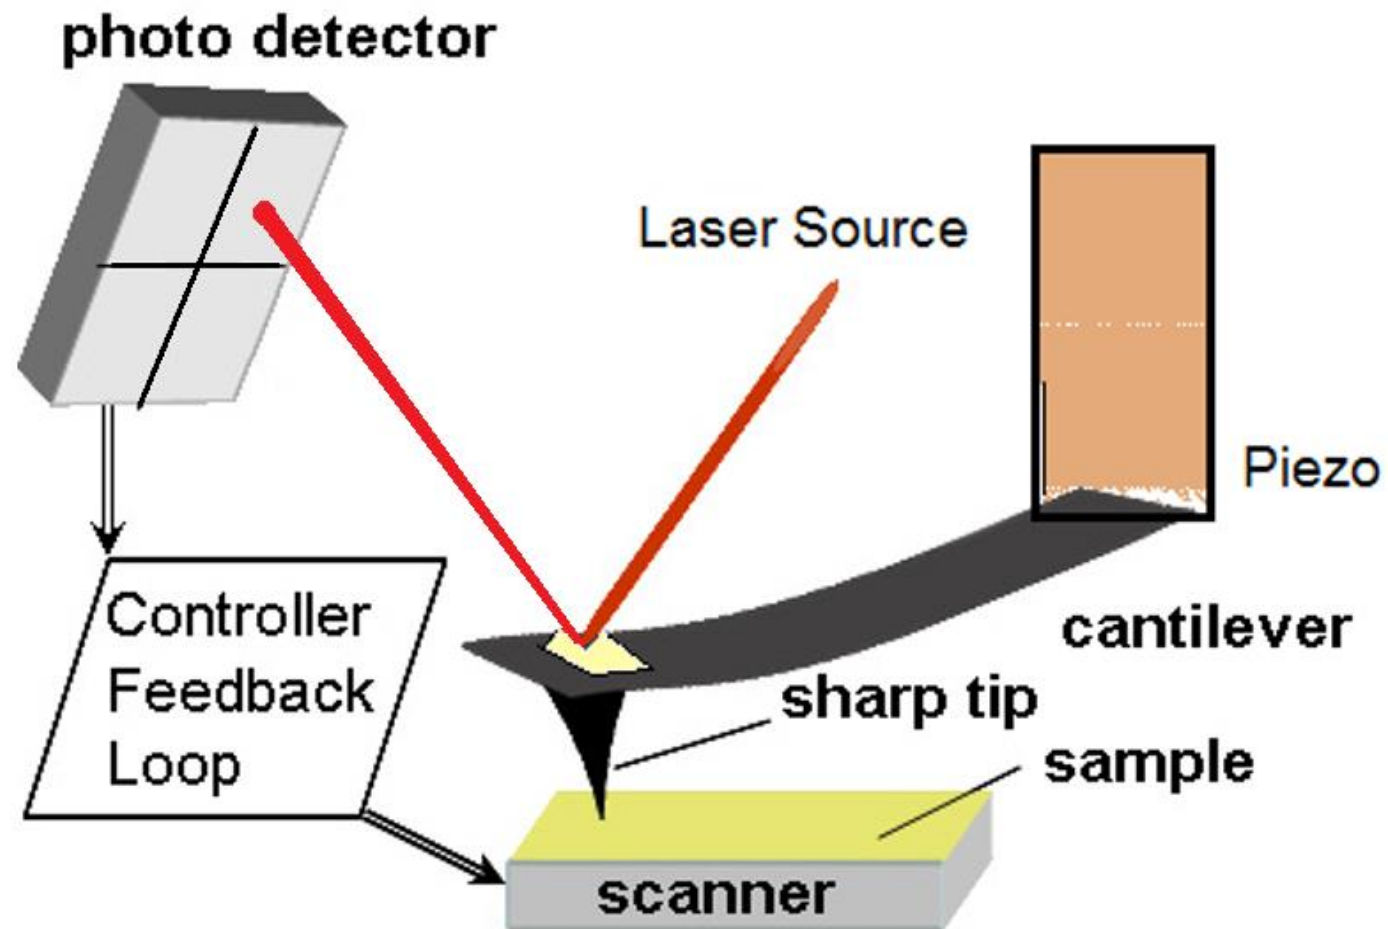 photo detector
Laser Source
Piezo
Controller
Feedback
Loop
cantilever
sharp tip
sample
scanner